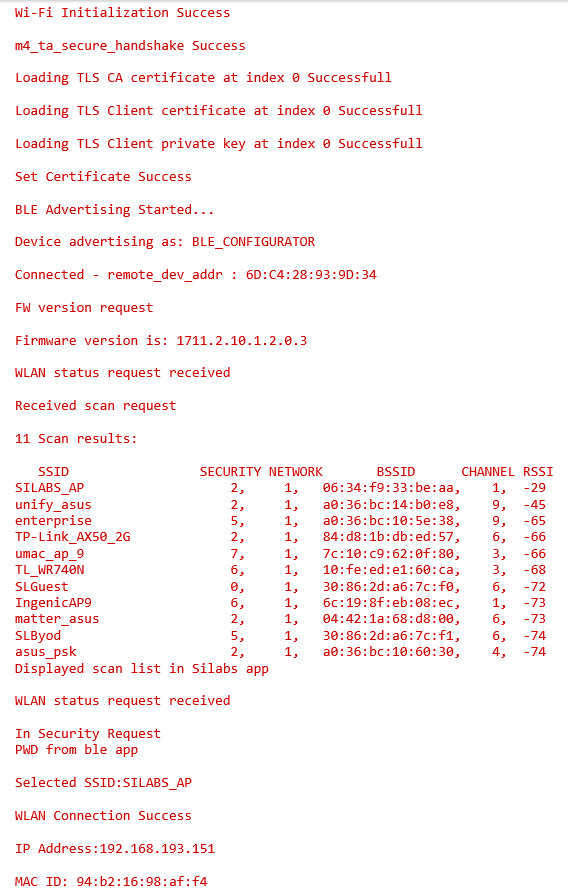 Wi-Fi Initialization Success
m4_ta_secure_handshake Success
Loading TLS CA certificate at index 0 Successfull
Loading TLS Client certificate at index 0 Successfull
Loading TLS Client private key at index 0 Successfull
Set Certificate Success
BLE Advertising Started...
Device advertising as: BLE_CONFIGURATOR
Connected - remote_dev_addr : 6D:C4:28:93:9D:34
FW version request
Firmware version is: 1711.2.10.1.2.0.3
WLAN status request received
Received scan request
11 Scan results:
SSID SECURITY NETWORK BSSID CHANNEL RSSI
SILABS_AP 2, 1, 06:34:f9:33:be:aa, 1, -29
unify_asus 2, 1, a0:36:bc:14:b0:e8, 9, -45
enterprise 5, 1, a0:36:bc:10:5e:38, 9, -65
TP-Link_AX50_2G 2, 1, 84:d8:1b:db:ed:57, 6, -66
umac_ap_9 7, 1, 7c:10:c9:62:0f:80, 3, -66
TL_WR740N 6, 1, 10:fe:ed:e1:60:ca, 3, -68
SLGuest 0, 1, 30:86:2d:a6:7c:f0, 6, -72
IngenicAP9 6, 1, 6c:19:8f:eb:08:ec, 1, -73
matter_asus 2, 1, 04:42:1a:68:d8:00, 6, -73
SLByod 5, 1, 30:86:2d:a6:7c:f1, 6, -74
asus_psk 2, 1, a0:36:bc:10:60:30, 4, -74
Displayed scan list in Silabs app
WLAN status request received
In Security Request
PWD from ble app
Selected SSID:SILABS_AP
WLAN Connection Success
IP Address:192.168.193.151
MAC ID: 94:b2:16:98:af:f4